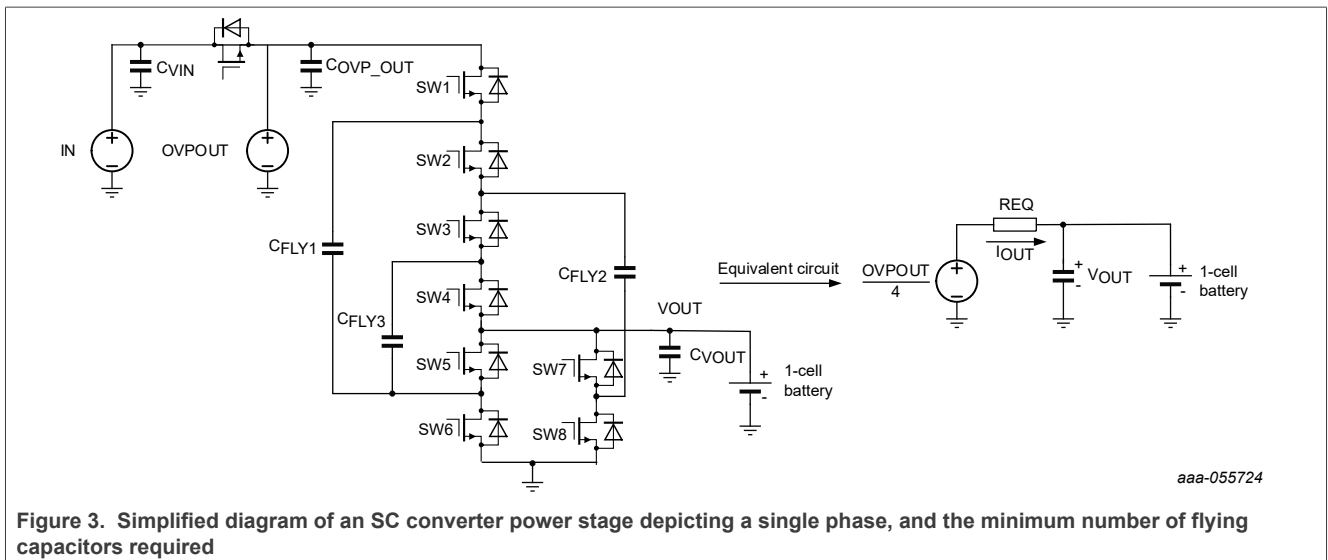 CVIN
COVP_OUT
SW1
IN
OVPOUT
SW2
SW3
REQ
CFLY1
CFLY2
Equivalent circuit
OVPOUT
4
IOUT
+
-
VOUT
+
-
1-cell
battery
SW4
VOUT
CFLY3
SW5
SW7
CVOUT
+
-
1-cell
battery
SW6
SW8
aaa-055724
Figure 3. Simplified diagram of an SC converter power stage depicting a single phase, and the minimum number of flying
capacitors required